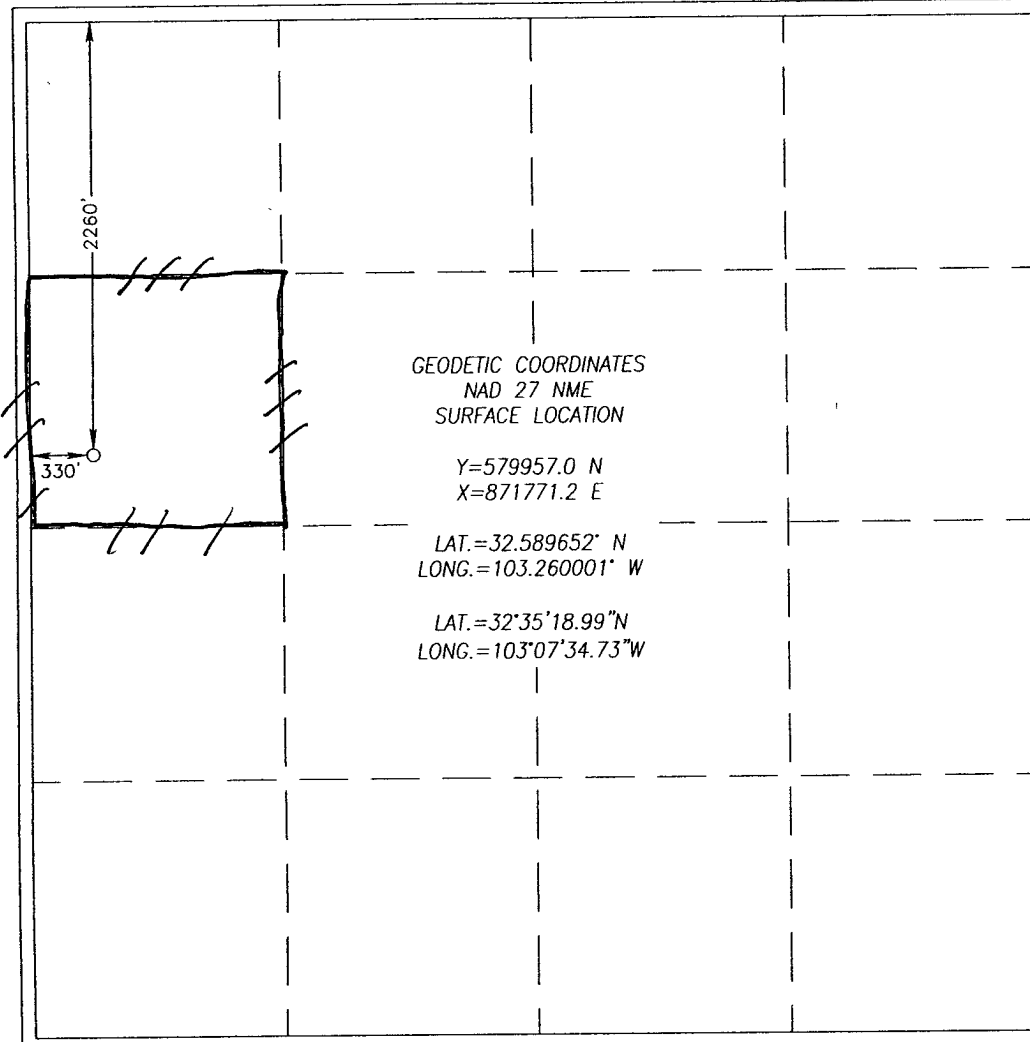 2260'
330'
GEODETIC COORDINATES
NAD 27 NME
SURFACE LOCATION
Y=579957.0 N
X=871771.2 E
LAT.=32.589652° N
LONG.=103.260001° W
LAT.=32°35'18.99"N
LONG.=103°07'34.73"W